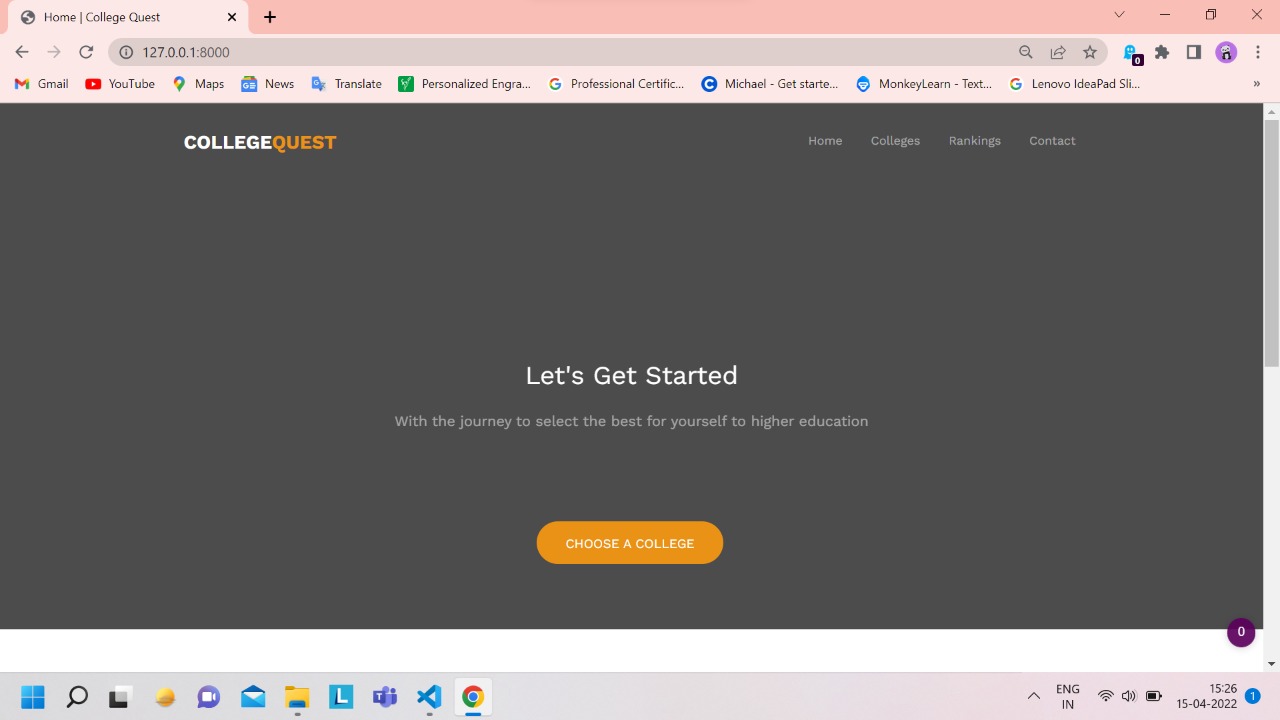 Home | College Quest
127.0.0.1:8000
0
Gmail YouTube Maps News Translate Personalized Engra... Professional Certific... Michael - Get starte... MonkeyLearn - Text... Lenovo IdeaPad Sli... »
COLLEGEQUEST Home Colleges Rankings Contact
Let's Get Started
With the journey to select the best for yourself to higher education
CHOOSE A COLLEGE
0
ENG 15:26
IN 15-04-2022 1